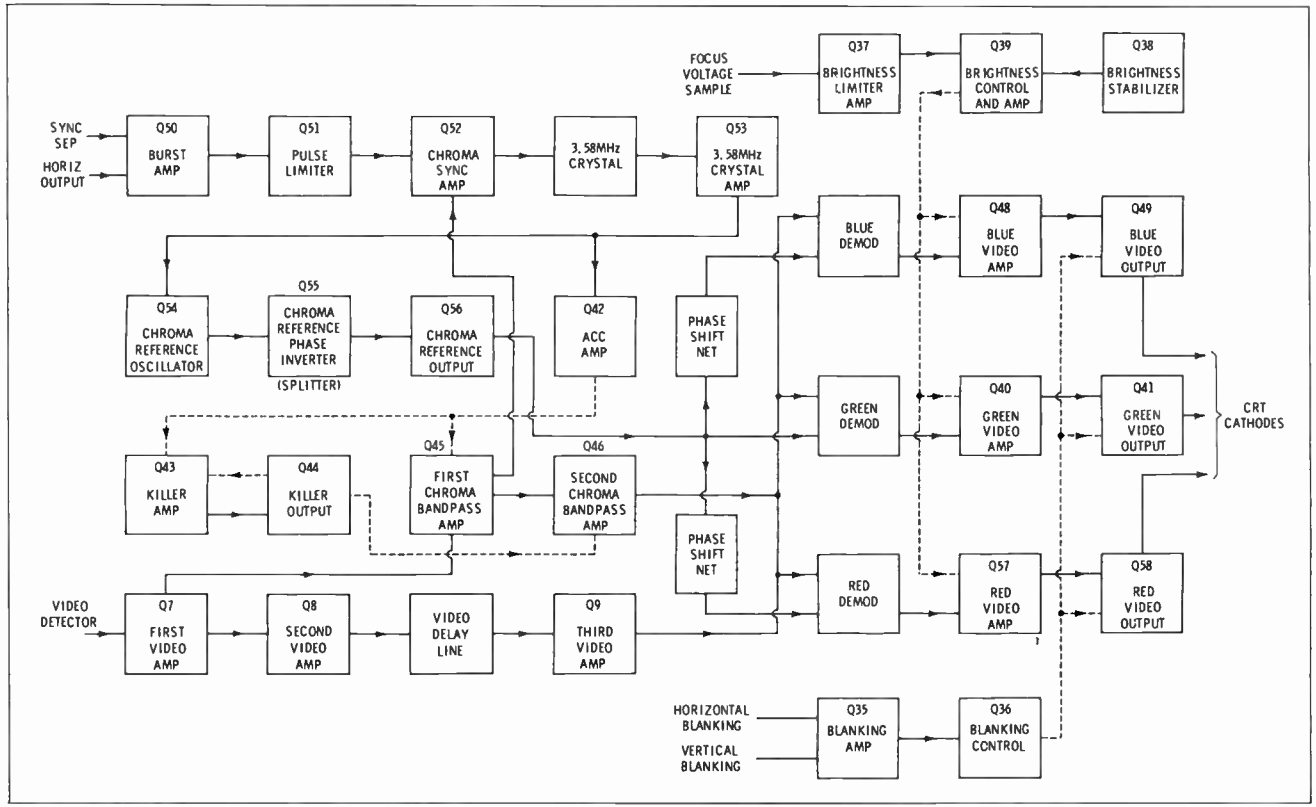 Q37
BRIGHTNESS
LIMITER
AMP
Q39
BRIGHTNESS
CONTROL
AND AMP
Q38
BRIGHTNESS
STABILIZER
FOCUS
VOLTAGE
SAMPLE
SYNC
SEP
HORIZ
OUTPUT
Q50
BURST
AMP
Q51
PULSE
LIMITER
Q52
CHROMA
SYNC
AMP
3.58MHz
CRYSTAL
Q53
3.58MHz
CRYSTAL
AMP
BLUE
DEMOD
Q48
BLUE
VIDEO
AMP
Q49
BLUE
VIDEO
OUTPUT
Q54
CHROMA
REFERENCE
OSCILLATOR
Q55
CHROMA
REFERENCE
PHASE
INVERTER
(SPLITTER)
Q56
CHROMA
REFERENCE
OUTPUT
Q42
ACC
AMP
PHASE
SHIFT
NET
GREEN
DEMOD
Q40
GREEN
VIDEO
AMP
Q41
GREEN
VIDEO
OUTPUT
CRT
CATHODES
Q43
KILLER
AMP
Q44
KILLER
OUTPUT
Q45
FIRST
CHROMA
BANDPASS
AMP
Q46
SECOND
CHROMA
BANDPASS
AMP
PHASE
SHIFT
NET
RED
DEMOD
Q57
RED
VIDEO
AMP
Q58
RED
VIDEO
OUTPUT
VIDEO
DETECTOR
Q7
FIRST
VIDEO
AMP
Q8
SECOND
VIDEO
AMP
VIDEO
DELAY
LINE
Q9
THIRD
VIDEO
AMP
HORIZONTAL
BLANKING
VERTICAL
BLANKING
Q35
BLANKING
AMP
Q36
BLANKING
CONTROL